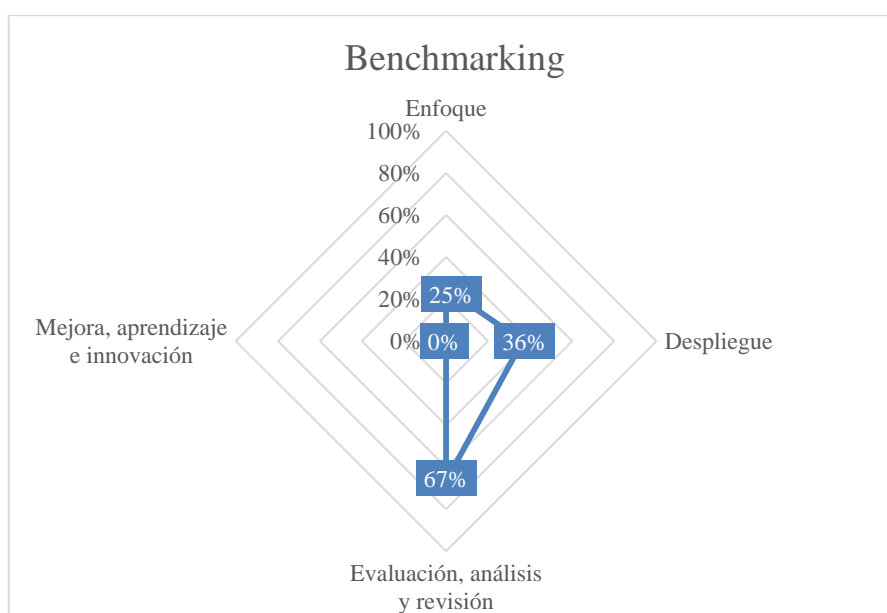 Benchmarking
Enfoque
100%
80%
60%
40%
20%
0%
25%
0%
36%
67%
Mejora, aprendizaje
e innovación
Despliegue
Evaluación, análisis
y revisión